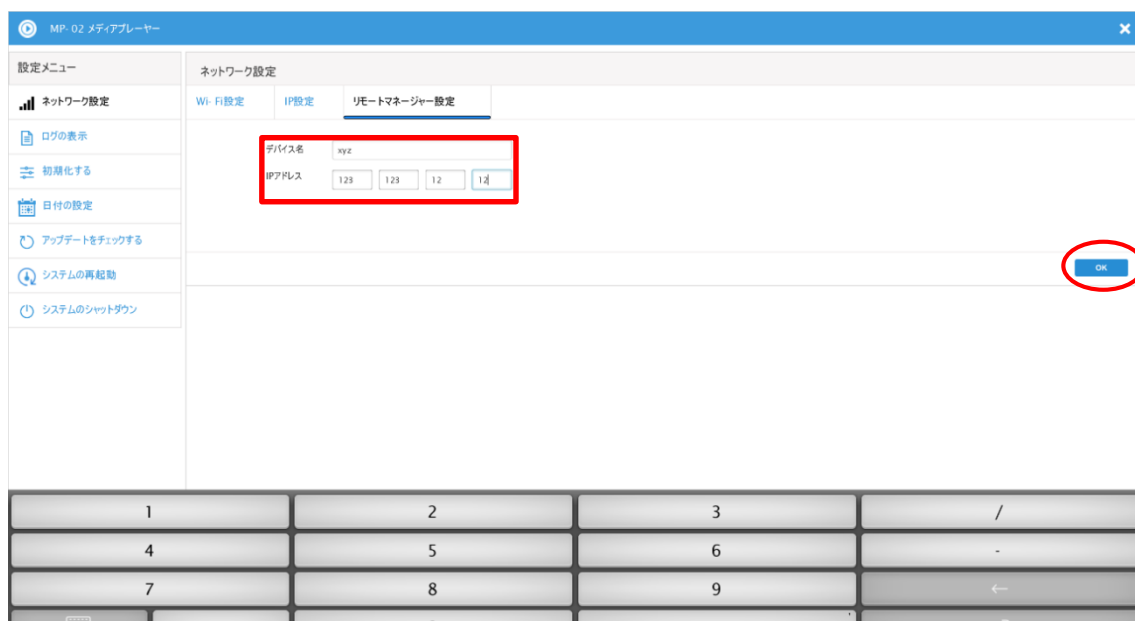 MP-02 メディアプレーヤー
設定メニュー
ネットワーク設定
ログの表示
初期化する
日付の設定
アップデートをチェックする
システムの再起動
システムのシャットダウン
ネットワーク設定
Wi-Fi設定 IP設定 リモートマネージャー設定
デバイス名 xyz
IPアドレス 123 123 12 12
OK
1 2 3 /
4 5 6 -
7 8 9 ←